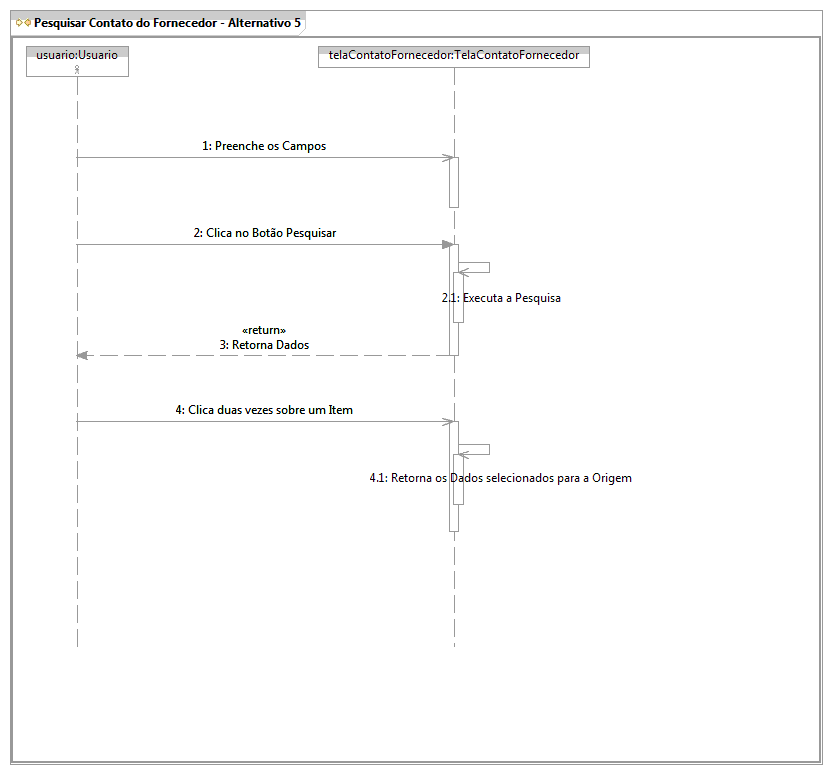 Pesquisar Contato do Fornecedor - Alternativo 5
usuario:Usuario
telaContatoFornecedor:TelaContatoFornecedor
1: Preenche os Campos
2: Clica no Botão Pesquisar
2.1: Executa a Pesquisa
«return»
3: Retorna Dados
4: Clica duas vezes sobre um Item
4.1: Retorna os Dados selecionados para a Origem